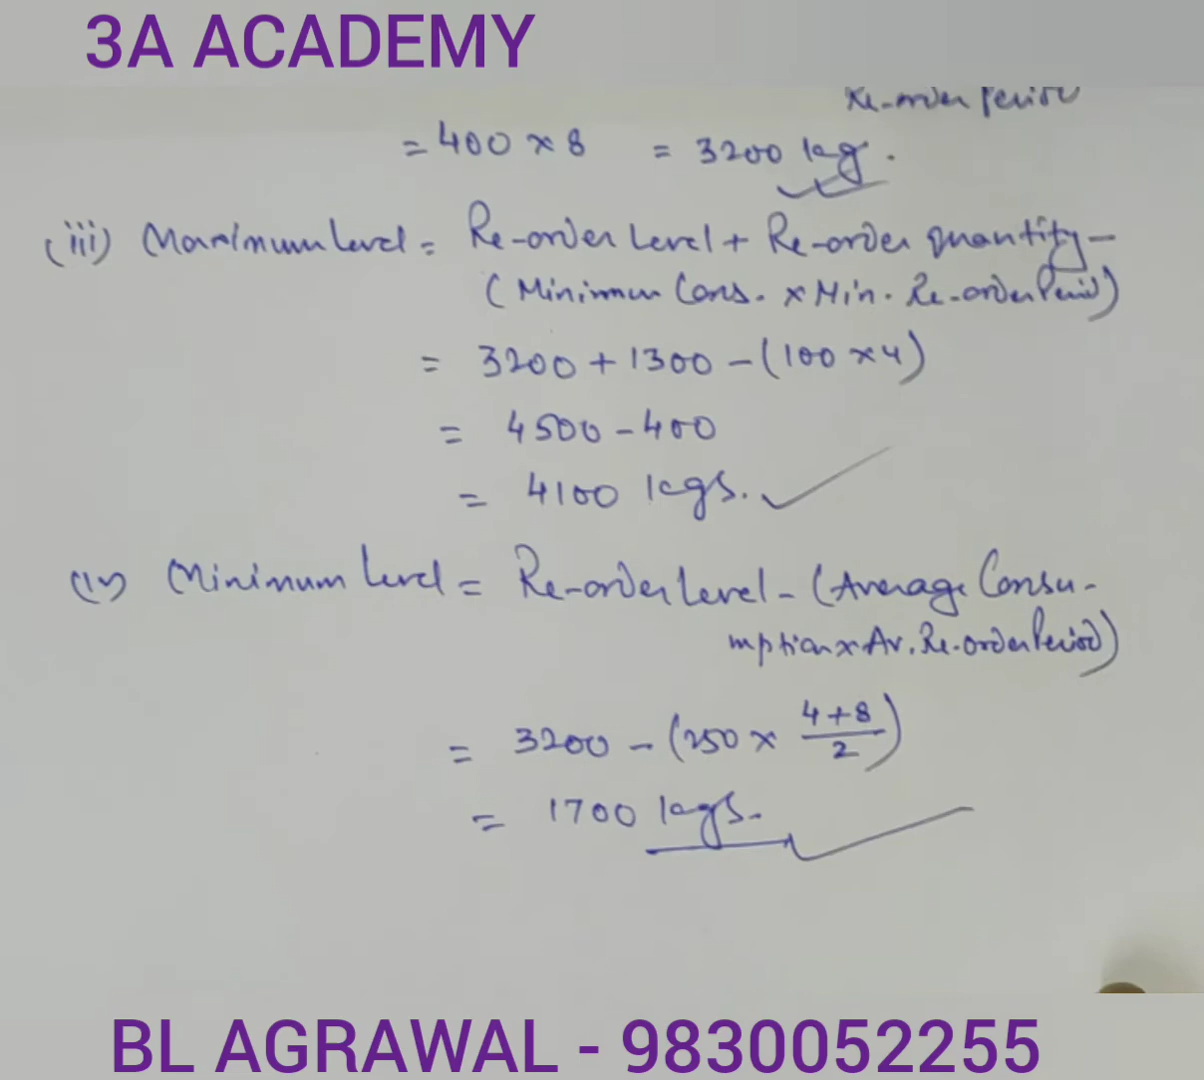 3A ACADEMY
Re-order Period
= 400 × 8 = 3200 kg.
(iii) Maximum Level = Re-order Level + Re-order quantity -
(Minimum Cons. × Min. Re-order Period)
= 3200 + 1300 - (100 × 4)
= 4500 - 400
= 4100 kgs.
(iv) Minimum Level = Re-order Level - (Average Consu-
mption × Av. Re-order Period)
= 3200 - (250 × (4+8)/2)
= 1700 kgs.
BL AGRAWAL - 9830052255